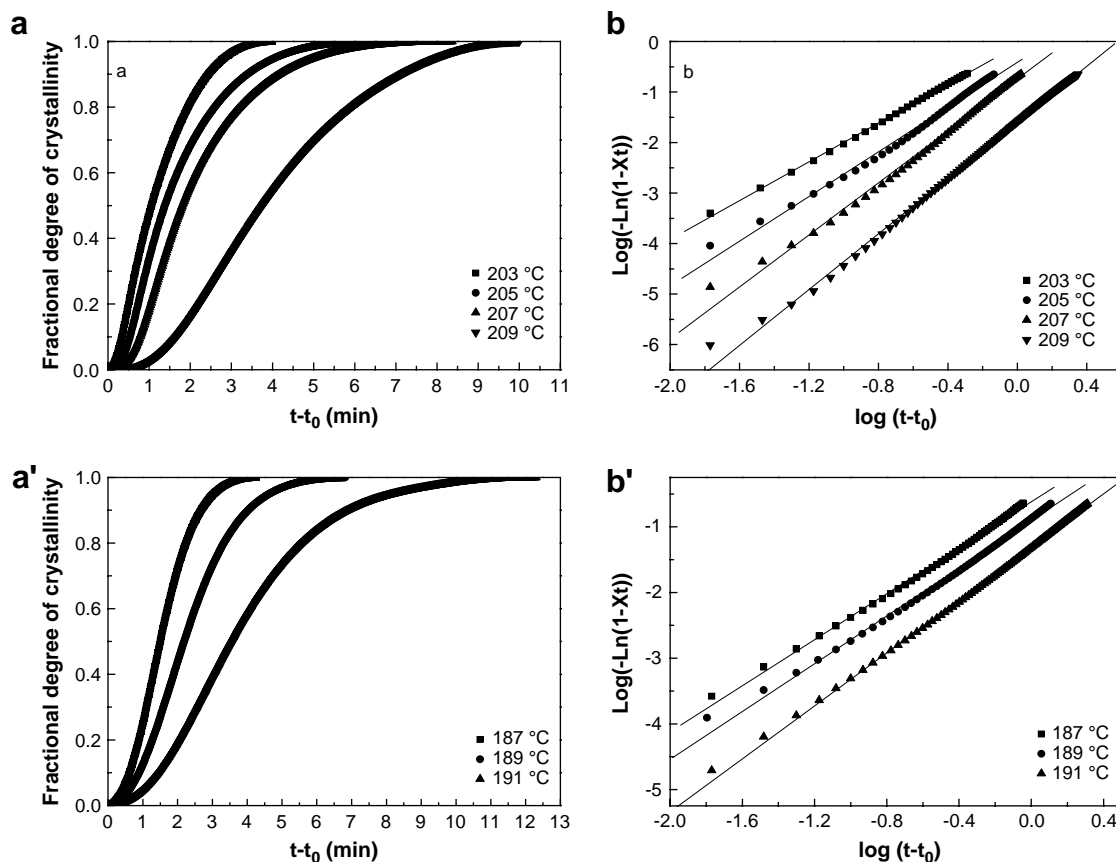 a
Fractional degree of crystallinity
1.0
0.8
0.6
0.4
0.2
0.0
a
203 °C
205 °C
207 °C
209 °C
0 1 2 3 4 5 6 7 8 9 10 11
t-t0 (min)
b
Log(-Ln(1-Xt))
0
-1
-2
-3
-4
-5
-6
b
203 °C
205 °C
207 °C
209 °C
-2.0 -1.6 -1.2 -0.8 -0.4 0.0 0.4
log (t-t0)
a'
Fractional degree of crystallinity
1.0
0.8
0.6
0.4
0.2
0.0
187 °C
189 °C
191 °C
0 1 2 3 4 5 6 7 8 9 10 11 12 13
t-t0 (min)
b'
Log(-Ln(1-Xt))
-1
-2
-3
-4
-5
187 °C
189 °C
191 °C
-2.0 -1.6 -1.2 -0.8 -0.4 0.0 0.4
log (t-t0)